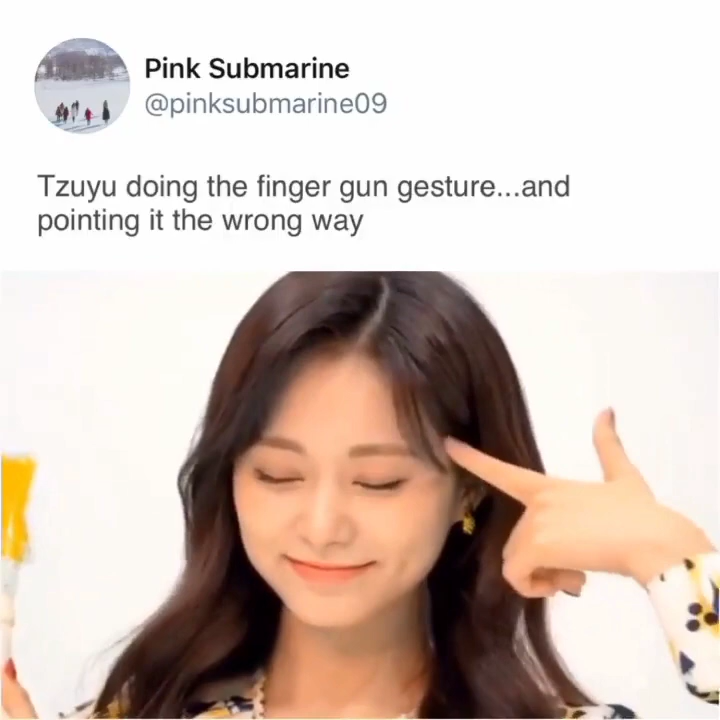 Pink Submarine
@pinksubmarine09
Tzuyu doing the finger gun gesture...and
pointing it the wrong way